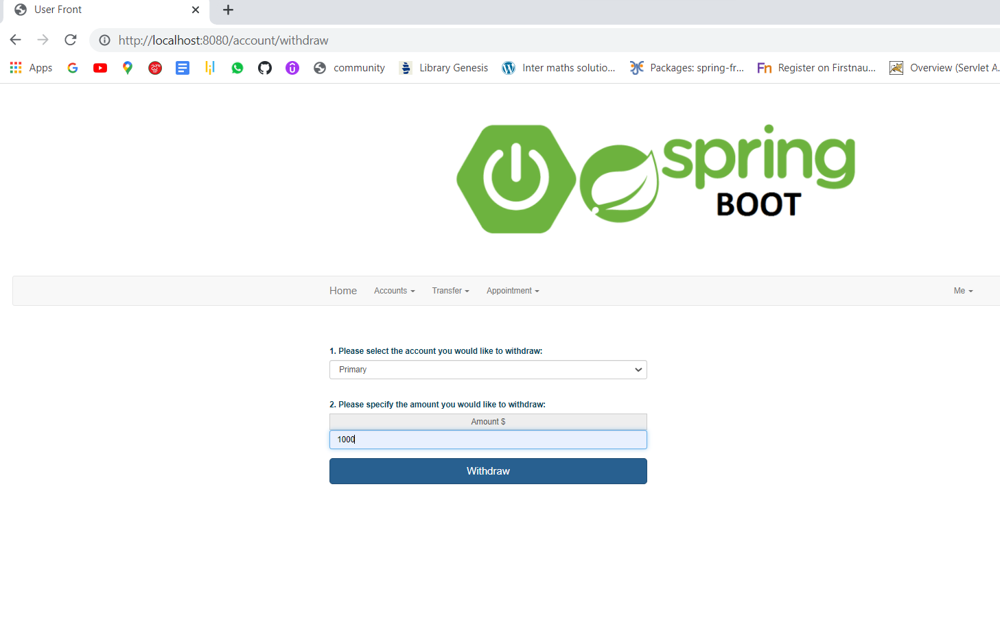 User Front
http://localhost:8080/account/withdraw
Apps community Library Genesis Inter maths solutio... Packages: spring-fr... Fn Register on Firstnau... Overview (Servlet A.
spring
BOOT
Home Accounts Transfer Appointment Me
1. Please select the account you would like to withdraw:
Primary
2. Please specify the amount you would like to withdraw:
Amount $
1000
Withdraw